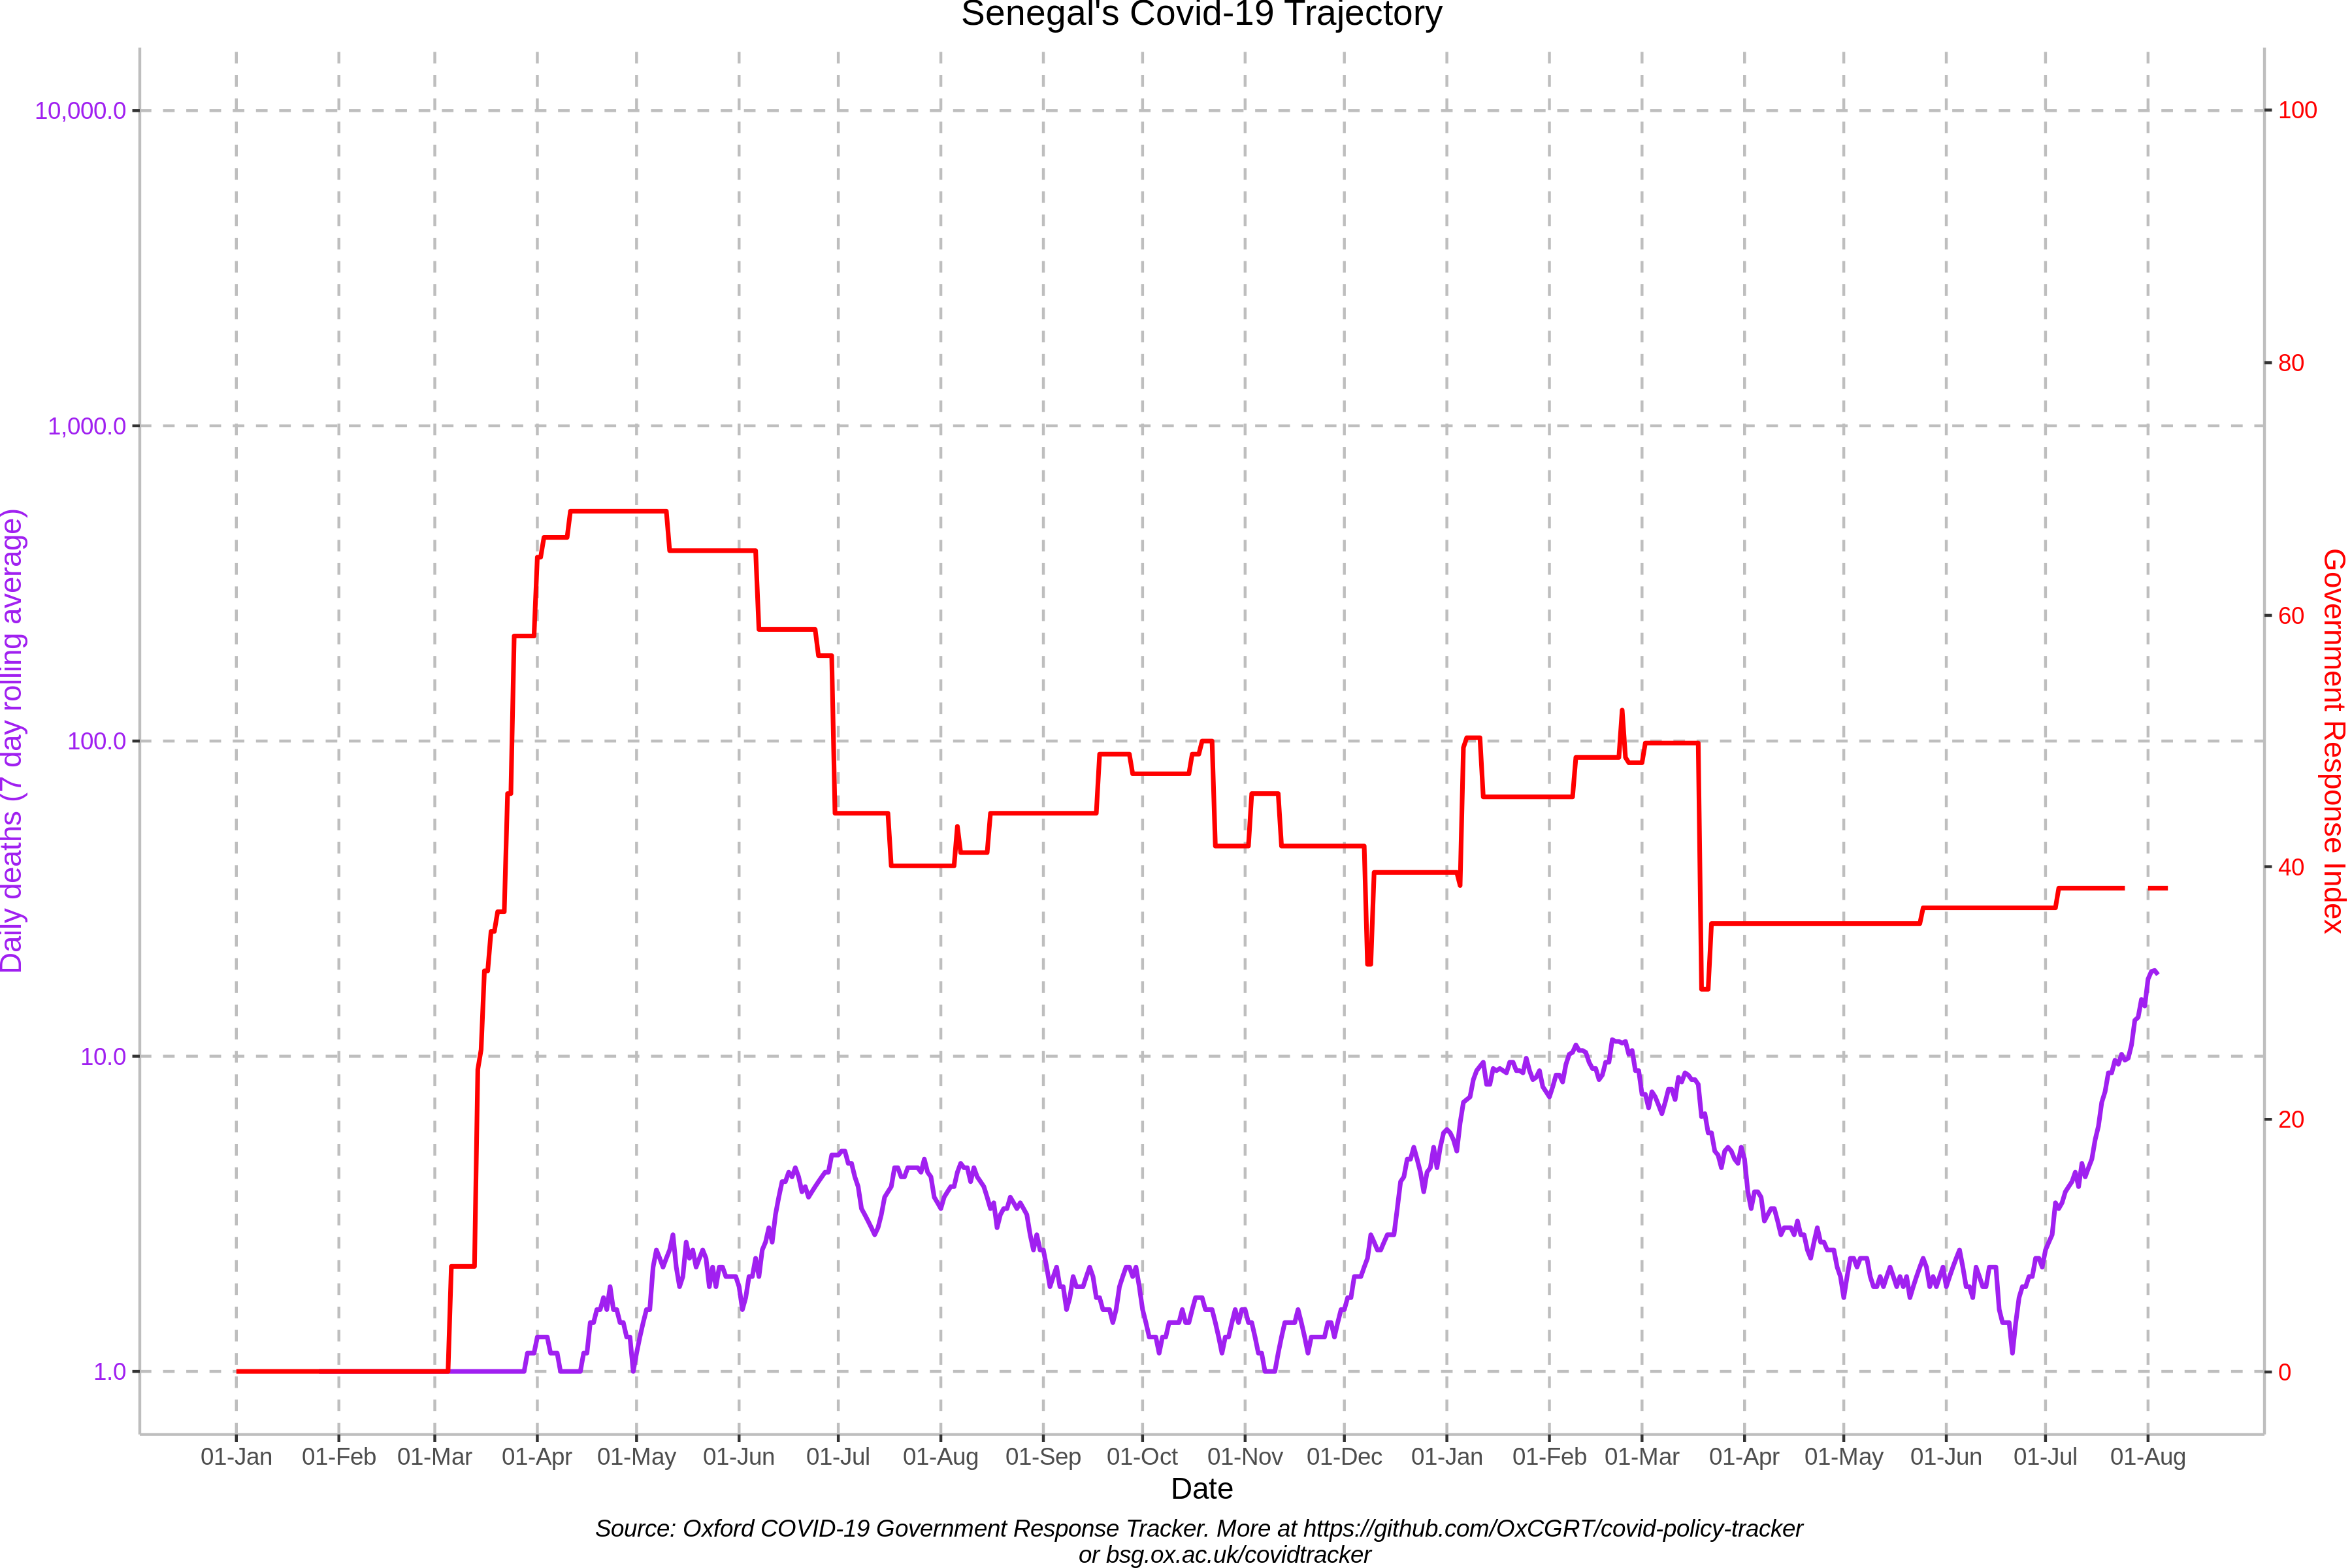 Senegal's Covid-19 Trajectory
10,000.0
1,000.0
100.0
10.0
1.0
Daily deaths (7 day rolling average)
100
80
60
40
20
0
Government Response Index
01-Jan 01-Feb 01-Mar 01-Apr 01-May 01-Jun 01-Jul 01-Aug 01-Sep 01-Oct 01-Nov 01-Dec 01-Jan 01-Feb 01-Mar 01-Apr 01-May 01-Jun 01-Jul 01-Aug
Date
Source: Oxford COVID-19 Government Response Tracker. More at https://github.com/OxCGRT/covid-policy-tracker
or bsg.ox.ac.uk/covidtracker